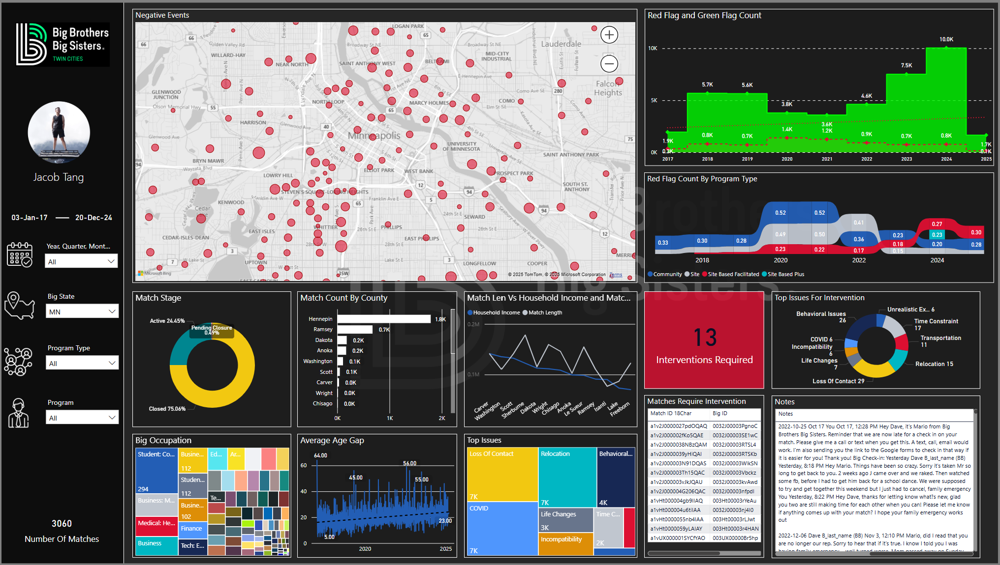 Big Brothers
Big Sisters.
TWIN CITIES
Jacob Tang
03-Jan-17 — 20-Dec-24
Year, Quarter, Mont...
All
Big State
MN
Program Type
All
Program
All
3060
Number Of Matches
Negative Events
LOGAN PARK
Lauderdale
WILLARD-HAY
Golden Valley Rd
Broadway St NE
Broadway St NE
MID-CITY
INDUSTRIAL
NEAR NORTH
SAINT ANTHONY WEST
BELTRAMI
E Hennepin Ave
Falcon
Heights
GLENWOOD
JUNCTION
Olson Memorial Hwy
NORTH LOOP
MARCY HOLMES
COMO
Como Ave SE
Elm St SE
HARRISON
Glenwood Ave
Glenwood Ave
Minneapolis
UNIVERSITY
OF MINNESOTA
SAINT ANTHONY PARK
BRYN MAWR
Wayzata Blvd
LOWRY HILL
ELLIOT PARK
WEST BANK
PROSPECT PARK
SOUTH ST.
ANTHONY
STEVEN'S SQUARE-LORING HEIGHTS
Franklin Ave W
Franklin Ave E
KENWOOD
Cedar
Lake
24th St E
SEWARD
EAST ISLES
WHITTIER
26th St E
PHILLIPS
26th St E
CEDAR-ISLES-DEAN
EAST PHILLIPS
28th St W
28th St E
28th St E
W Lake St
UPTOWN
W 31st St
Lake St E
LONGFELLOW
COOPER
Microsoft Bing
© 2025 TomTom, © 2025 Microsoft Corporation Terms
Red Flag and Green Flag Count
10K
5K
0K
1.9K
5.7K
5.6K
3.8K
3.6K
4.6K
7.5K
10.0K
1.7K
0.3K
0.8K
0.7K
1.4K
1.2K
0.9K
0.7K
0.8K
0.1K
2017 2018 2019 2020 2021 2022 2023 2024 2025
Red Flag Count By Program Type
0.33 0.30 0.28
0.52 0.52
0.49 0.50
0.23 0.22
0.41
0.36
0.17
0.23
0.18
0.15
0.27
0.23
0.20
0.30
0.28
2018 2020 2022 2024
Community Site Site Based Facilitated Site Based Plus
Match Stage
Active 24.45%
Pending Closure
0.49%
Closed 75.06%
Match Count By County
Hennepin 1.8K
Ramsey 0.7K
Dakota 0.2K
Anoka 0.2K
Washington 0.1K
Scott 0.1K
Carver 0.0K
Wright 0.0K
Chisago 0.0K
0K 1K 2K
Match Len Vs Household Income and Matc...
Household Income Match Length
0.2M
0.1M
Carver
Washington
Scott
Sherburne
Dakota
Wright
Chisago
Anoka
Le Sueur
Ramsey
Isanti
Lake
Freeborn
13
Interventions Required
Top Issues For Intervention
Unrealistic Ex... 6
Time Constraint
17
Transportation
11
Relocation 15
Loss Of Contact 29
Life Changes
7
Incompatibility
6
COVID 6
Behavioral Issues
26
Big Occupation
Student: Co...
294
Business: M...
Medical: He...
Business
Busine...
112
Studen...
112
Busine...
102
Finance
Tech: E...
Ed...
Ar...
Te...
Average Age Gap
60
40
20
0
64.00
45.00
56.00
55.00
23.00
5.00
2020 2025
Top Issues
Loss Of Contact
7K
COVID
7K
Relocation
7K
Behavioral...
4K
Life Changes
3K
Incompatibility
Time C...
2K
Matches Require Intervention
Match ID 18Char Big ID
a1v2J0000027pdOQAQ 0032J00003PgnoC
a1v2J000002fKo5QAE 0032J00003SE1wC
a1v2J0000038NBzQAM 0032J00003RTSL4
a1v2J0000039yHiQAI 0032J00003RTSKb
a1v2J000003N91DQAS 0032J00003WlkSN
a1v2J000003Th15QAC 0032J00003Vbckz
a1v2J000003vJkJQAU 0032J00003kvAwd
a1v2J000004G206QAC 0032J00003nfpdI
a1vHt000004gb9IIAQ 003Ht00003rYeAu
a1vHt000004u6tiIAA 0032J00003nj4I0
a1vHt0000055nb4IAA 003Ht00003rLJwt
a1vHt0000059yLAIAY 003Ht00003r4HAN
a1vUX000001SYCfYAO 003UX00000Br5hp
Notes
Notes
2022-10-25 Oct 17 You Oct 17, 12:28 PM Hey Dave, it's Mario from Big
Brothers Big Sisters. Reminder that we are now late for a check in on your
match. Please give me a call or text when you get this. A text, call, email would
work. I'm also sending you the link to the Google forms to check in that way if
it is easier for you! Thank you! Big Check-in: Yesterday Dave B_last_name (BB)
Yesterday, 8:18 PM Hey Mario. Things have been so crazy. Sorry it's taken Mr so
long to get back to you. 2 weeks ago J came over and we raked. Then watched
some fb, before I had to get him back for a school dance. We were supposed
to try and get together this weekend but I just had to cancel, family emergency
You Yesterday, 8:22 PM Hey Dave, thanks for letting know what?s new, glad
you two are still making time for each other when you can! Please let me know
if anything comes up with your match? I hope your family emergency works
out
2022-12-06 Dave B_last_name (BB) Nov 3, 12:10 PM Mario, did I read that you
are no longer our rep. Sorry to hear that if it's true. I know I told you I was
having family emergency... well turned worse. Mom passed away on Sunday